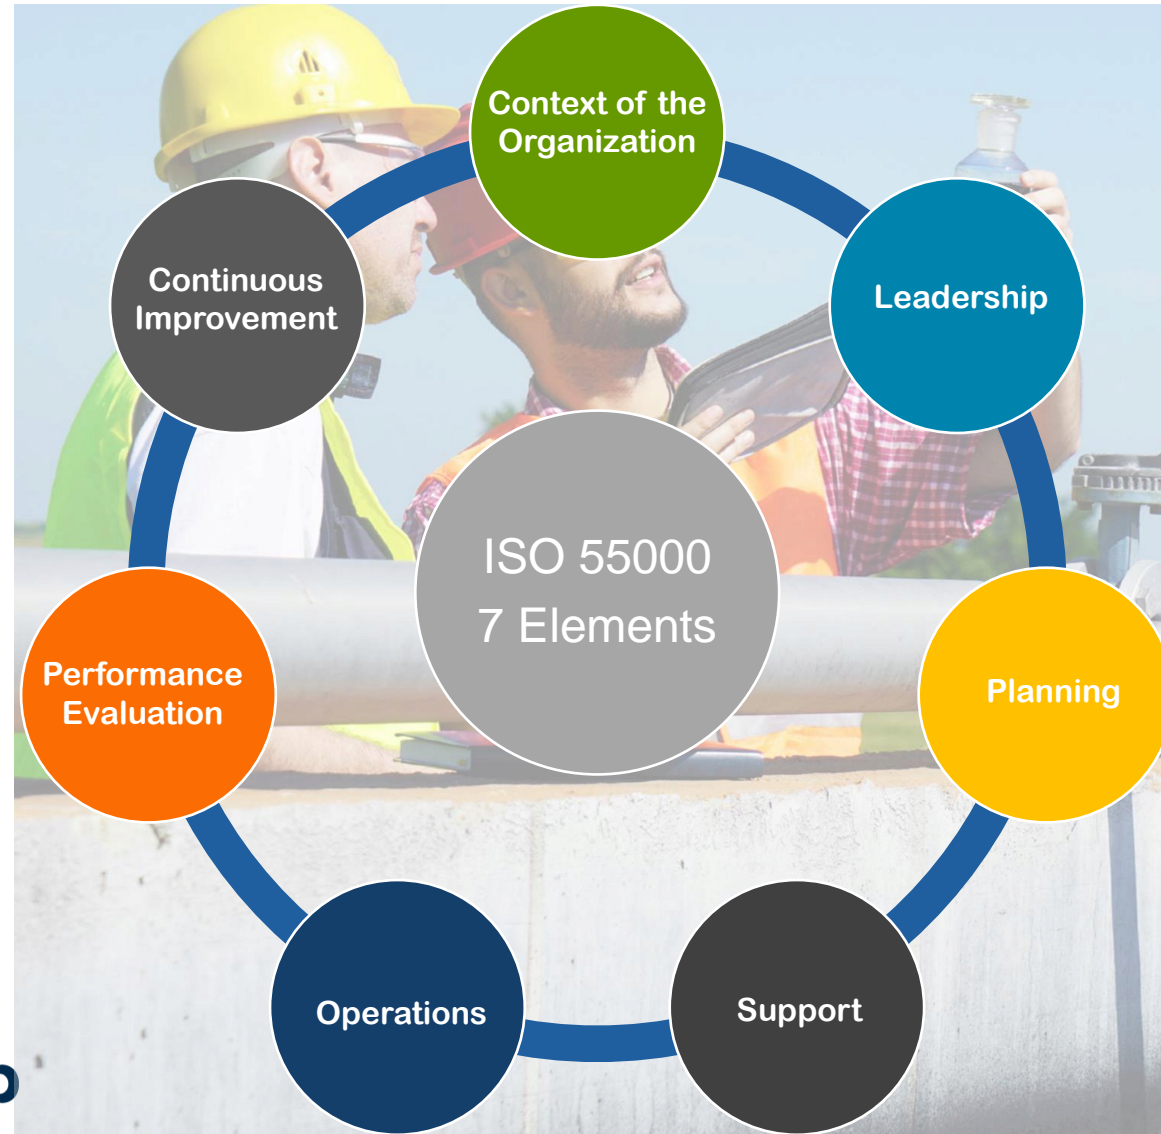 Context of the
Organization
Leadership
Planning
Support
Operations
Performance
Evaluation
Continuous
Improvement
ISO 55000
7 Elements